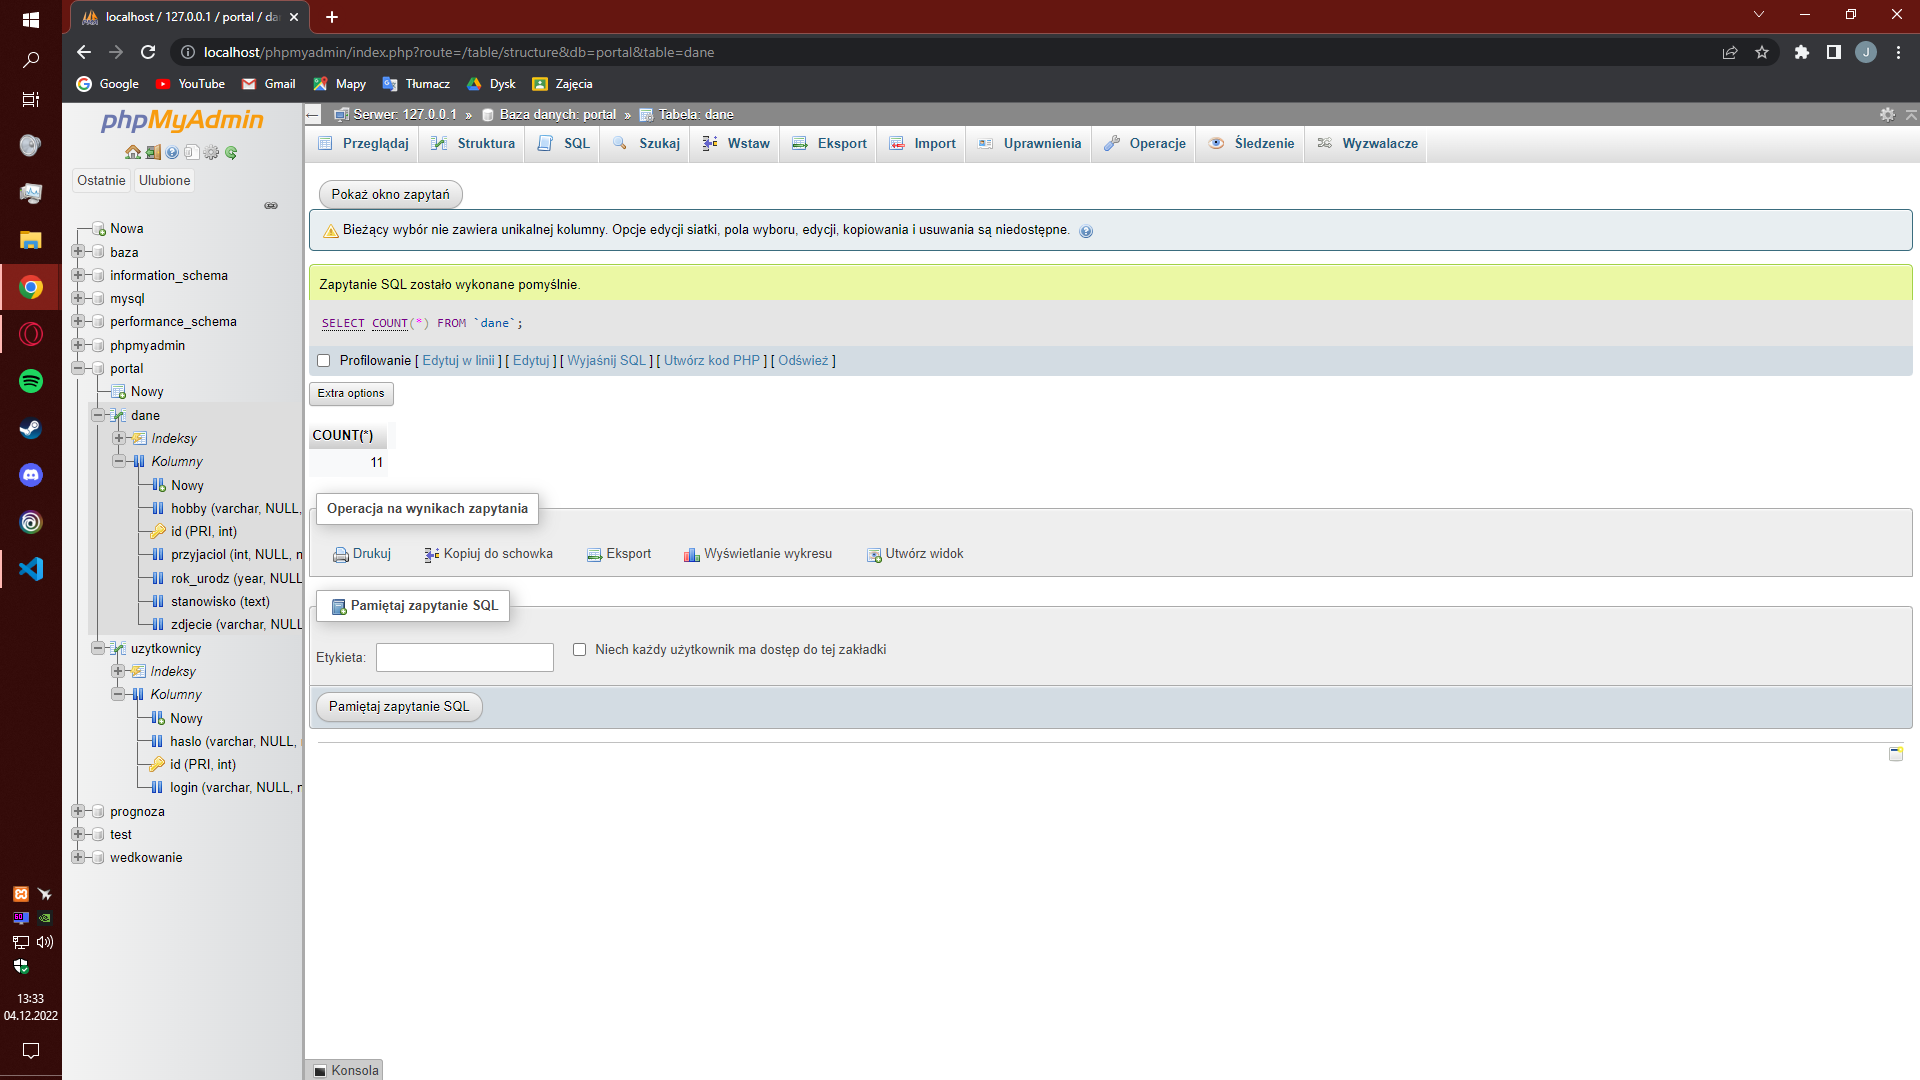 localhost / 127.0.0.1 / portal / da
localhost/phpmyadmin/index.php?route=/table/structure&db=portal&table=dane
J
Google
YouTube
Gmail
Mapy
Tłumacz
Dysk
Zajęcia
phpMyAdmin
Ostatnie
Ulubione
Nowa
baza
information_schema
mysql
performance_schema
phpmyadmin
portal
Nowy
dane
Indeksy
Kolumny
Nowy
hobby (varchar, NULL,
id (PRI, int)
przyjaciol (int, NULL, n
rok_urodz (year, NULL
stanowisko (text)
zdjecie (varchar, NULL
uzytkownicy
Indeksy
Kolumny
Nowy
haslo (varchar, NULL,
id (PRI, int)
login (varchar, NULL, n
prognoza
test
wedkowanie
Serwer: 127.0.0.1 » Baza danych: portal » Tabela: dane
Przeglądaj
Struktura
SQL
Szukaj
Wstaw
Eksport
Import
Uprawnienia
Operacje
Śledzenie
Wyzwalacze
Pokaż okno zapytań
Bieżący wybór nie zawiera unikalnej kolumny. Opcje edycji siatki, pola wyboru, edycji, kopiowania i usuwania są niedostępne.
Zapytanie SQL zostało wykonane pomyślnie.
SELECT COUNT(*) FROM `dane`;
Profilowanie [ Edytuj w linii ] [ Edytuj ] [ Wyjaśnij SQL ] [ Utwórz kod PHP ] [ Odśwież ]
Extra options
COUNT(*)
11
Operacja na wynikach zapytania
Drukuj
Kopiuj do schowka
Eksport
Wyświetlanie wykresu
Utwórz widok
Pamiętaj zapytanie SQL
Etykieta:
Niech każdy użytkownik ma dostęp do tej zakładki
Pamiętaj zapytanie SQL
Konsola
13:33
04.12.2022